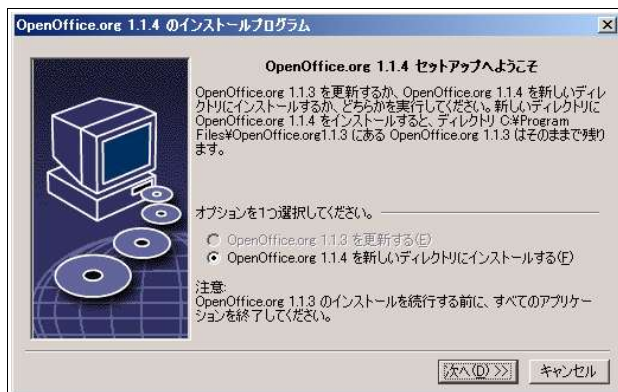 OpenOffice.org 1.1.4 のインストールプログラム
OpenOffice.org 1.1.4 セットアップへようこそ
OpenOffice.org 1.1.3 を更新するか、OpenOffice.org 1.1.4 を新しいディレ
クトリにインストールするか、どちらかを実行してください。新しいディレクトリに
OpenOffice.org 1.1.4 をインストールすると、ディレクトリ C:¥Program
Files¥OpenOffice.org1.1.3 にある OpenOffice.org 1.1.3 はそのままで残り
ます。
オプションを1つ選択してください。
OpenOffice.org 1.1.3 を更新する(E)
OpenOffice.org 1.1.4 を新しいディレクトリにインストールする(F)
注意:
OpenOffice.org 1.1.3 のインストールを続行する前に、すべてのアプリケー
ションを終了してください。
次へ(D) >>
キャンセル